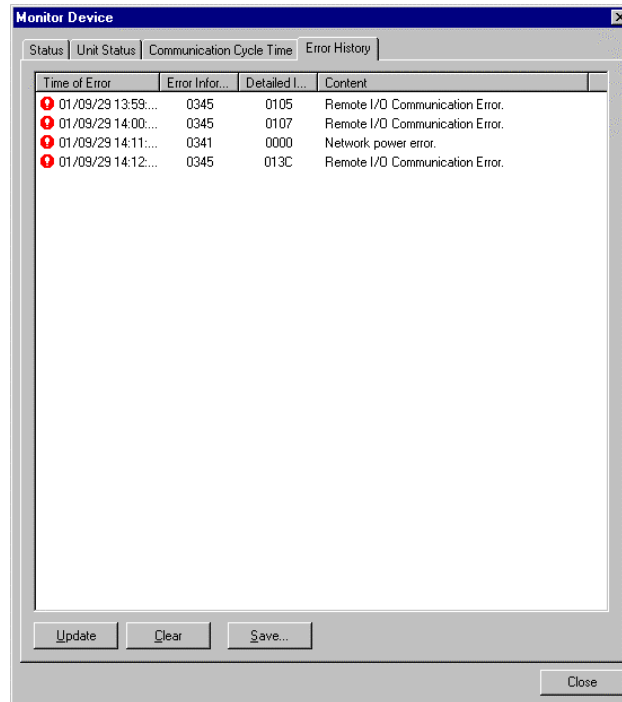 Monitor Device
Status Unit Status Communication Cycle Time Error History
Time of Error Error Infor... Detailed I... Content
01/09/29 13:59:... 0345 0105 Remote I/O Communication Error.
01/09/29 14:00:... 0345 0107 Remote I/O Communication Error.
01/09/29 14:11:... 0341 0000 Network power error.
01/09/29 14:12:... 0345 013C Remote I/O Communication Error.
Update Clear Save...
Close